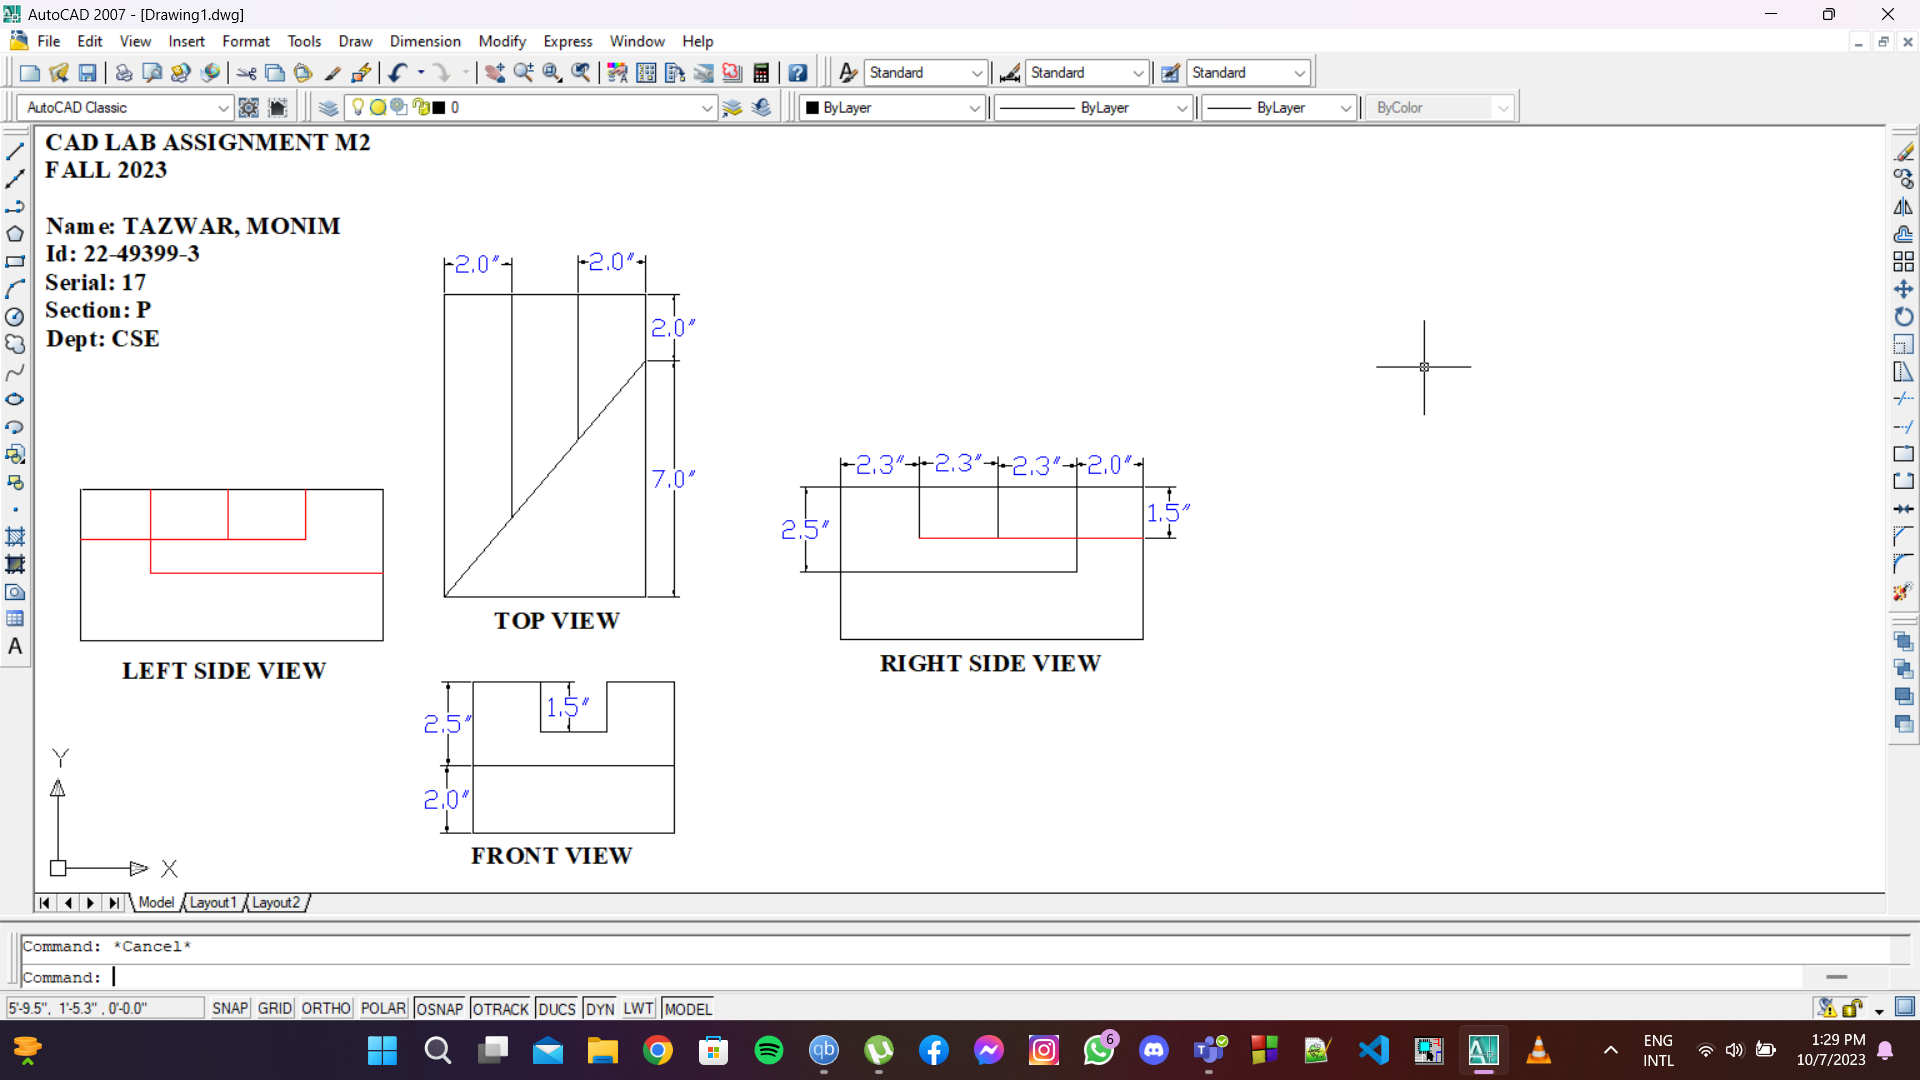 AutoCAD 2007 - [Drawing1.dwg]
File Edit View Insert Format Tools Draw Dimension Modify Express Window Help
Standard Standard Standard
AutoCAD Classic 0 ByLayer ByLayer ByLayer ByColor
CAD LAB ASSIGNMENT M2
FALL 2023
Name: TAZWAR, MONIM
Id: 22-49399-3
Serial: 17
Section: P
Dept: CSE
2.0" 2.0"
2.0"
7.0"
TOP VIEW
LEFT SIDE VIEW
2.3" 2.3" 2.3" 2.0"
2.5" 1.5"
RIGHT SIDE VIEW
2.5" 1.5"
2.0"
FRONT VIEW
Y
X
Model Layout1 Layout2
Command: *Cancel*
Command:
5'-9.5", 1'-5.3" , 0'-0.0" SNAP GRID ORTHO POLAR OSNAP OTRACK DUCS DYN LWT MODEL
6
ENG
INTL
1:29 PM
10/7/2023